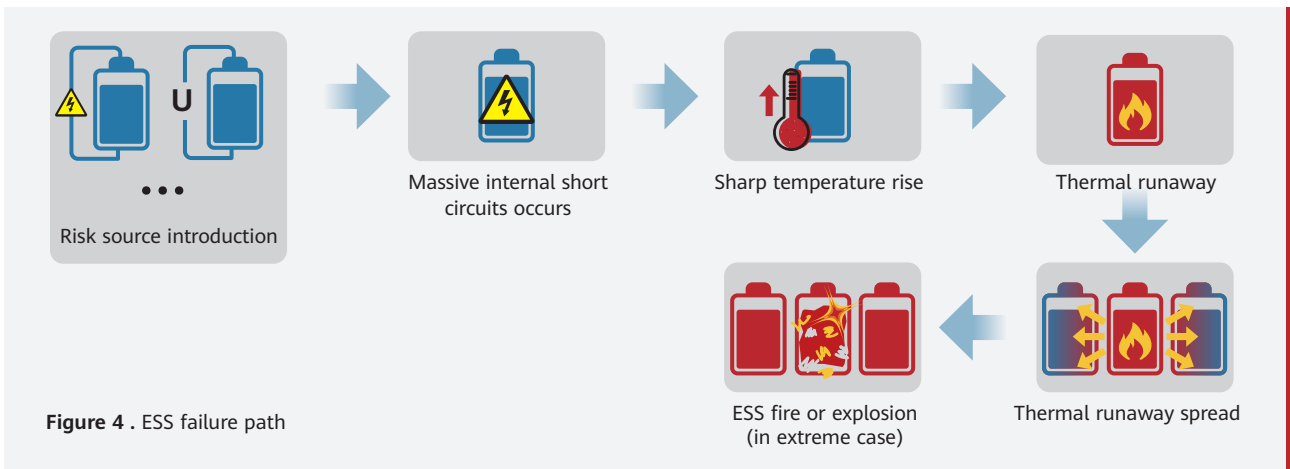 U
•••
Risk source introduction
Massive internal short
circuits occurs
Sharp temperature rise
Thermal runaway
Thermal runaway spread
ESS fire or explosion
(in extreme case)
Figure 4 . ESS failure path